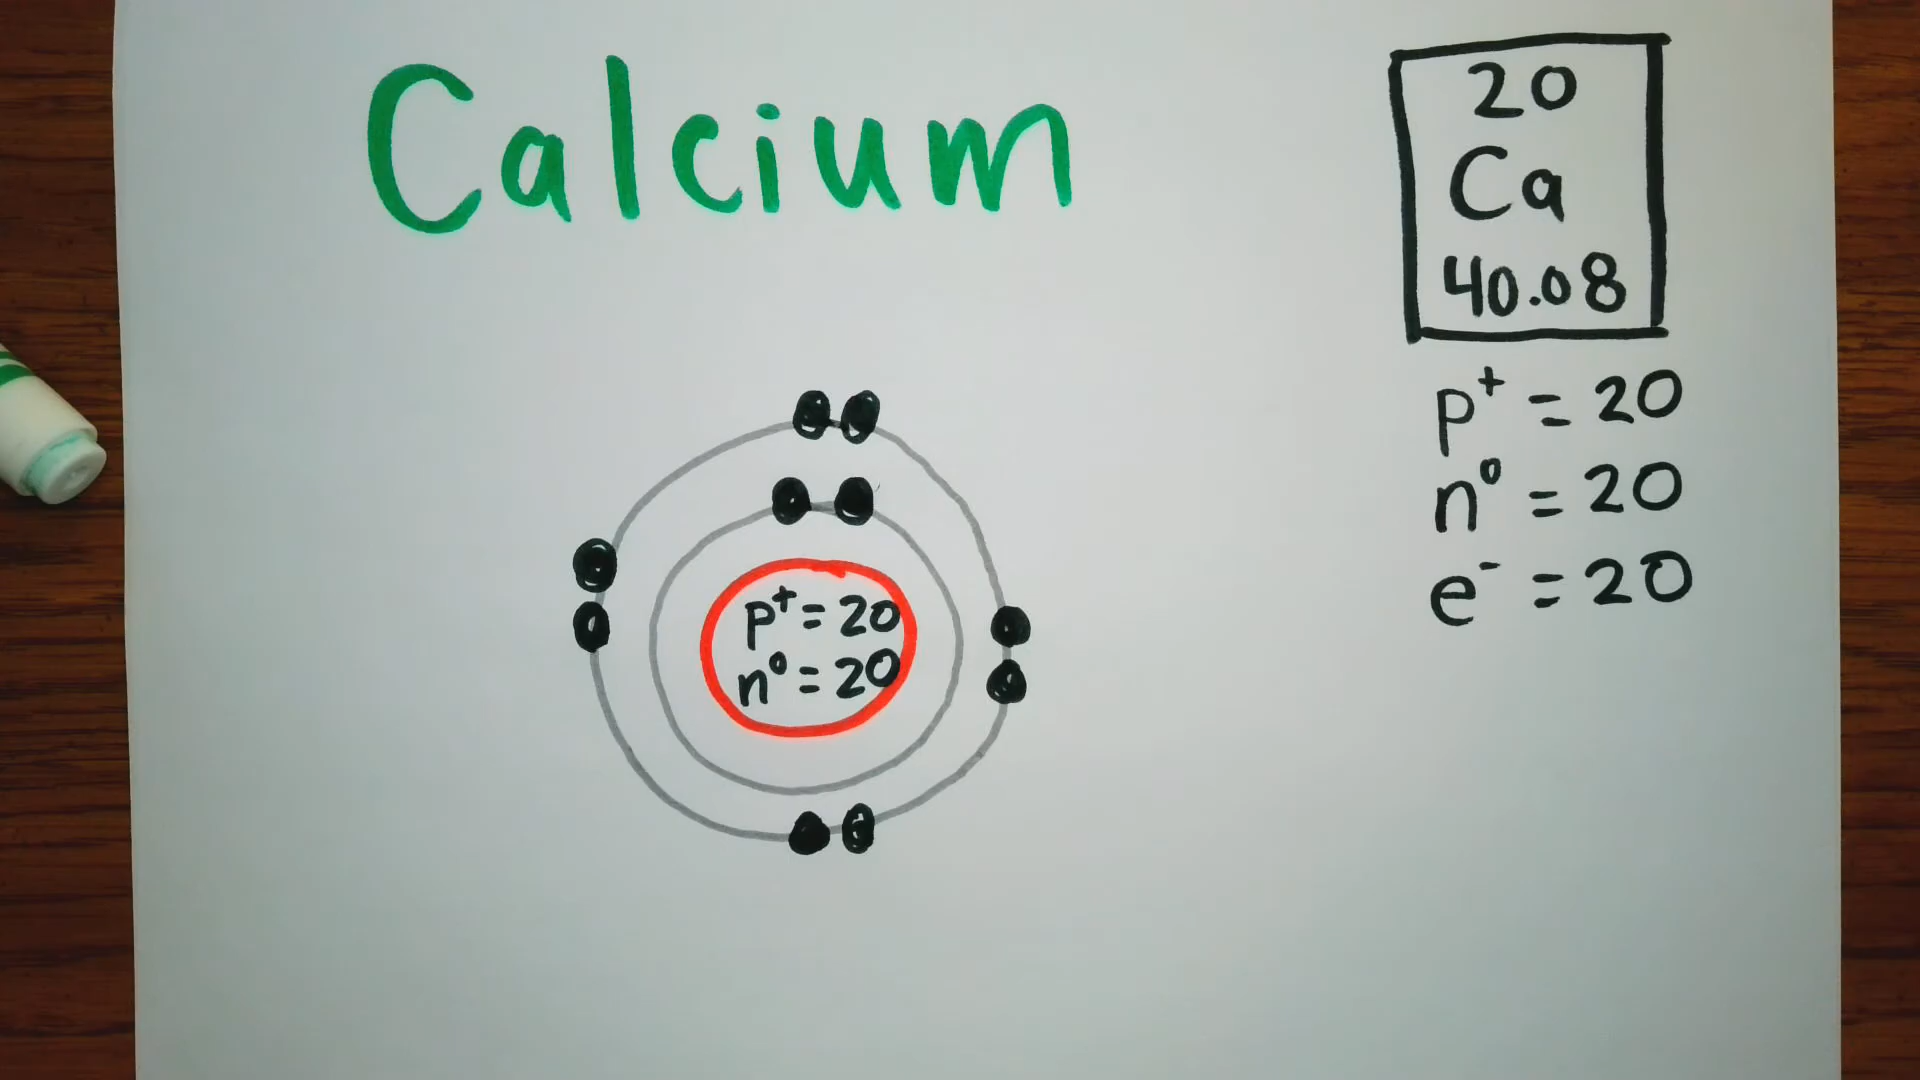 Calcium
20
Ca
40.08
p⁺ = 20
n⁰ = 20
e⁻ = 20
p⁺ = 20
n⁰ = 20